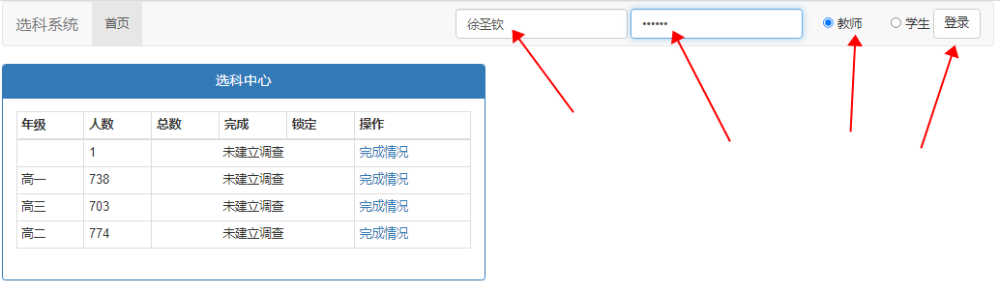 选科系统 首页 徐圣钦 •••••• 教师 学生 登录
选科中心
年级 人数 总数 完成 锁定 操作
1 未建立调查 完成情况
高一 738 未建立调查 完成情况
高三 703 未建立调查 完成情况
高二 774 未建立调查 完成情况